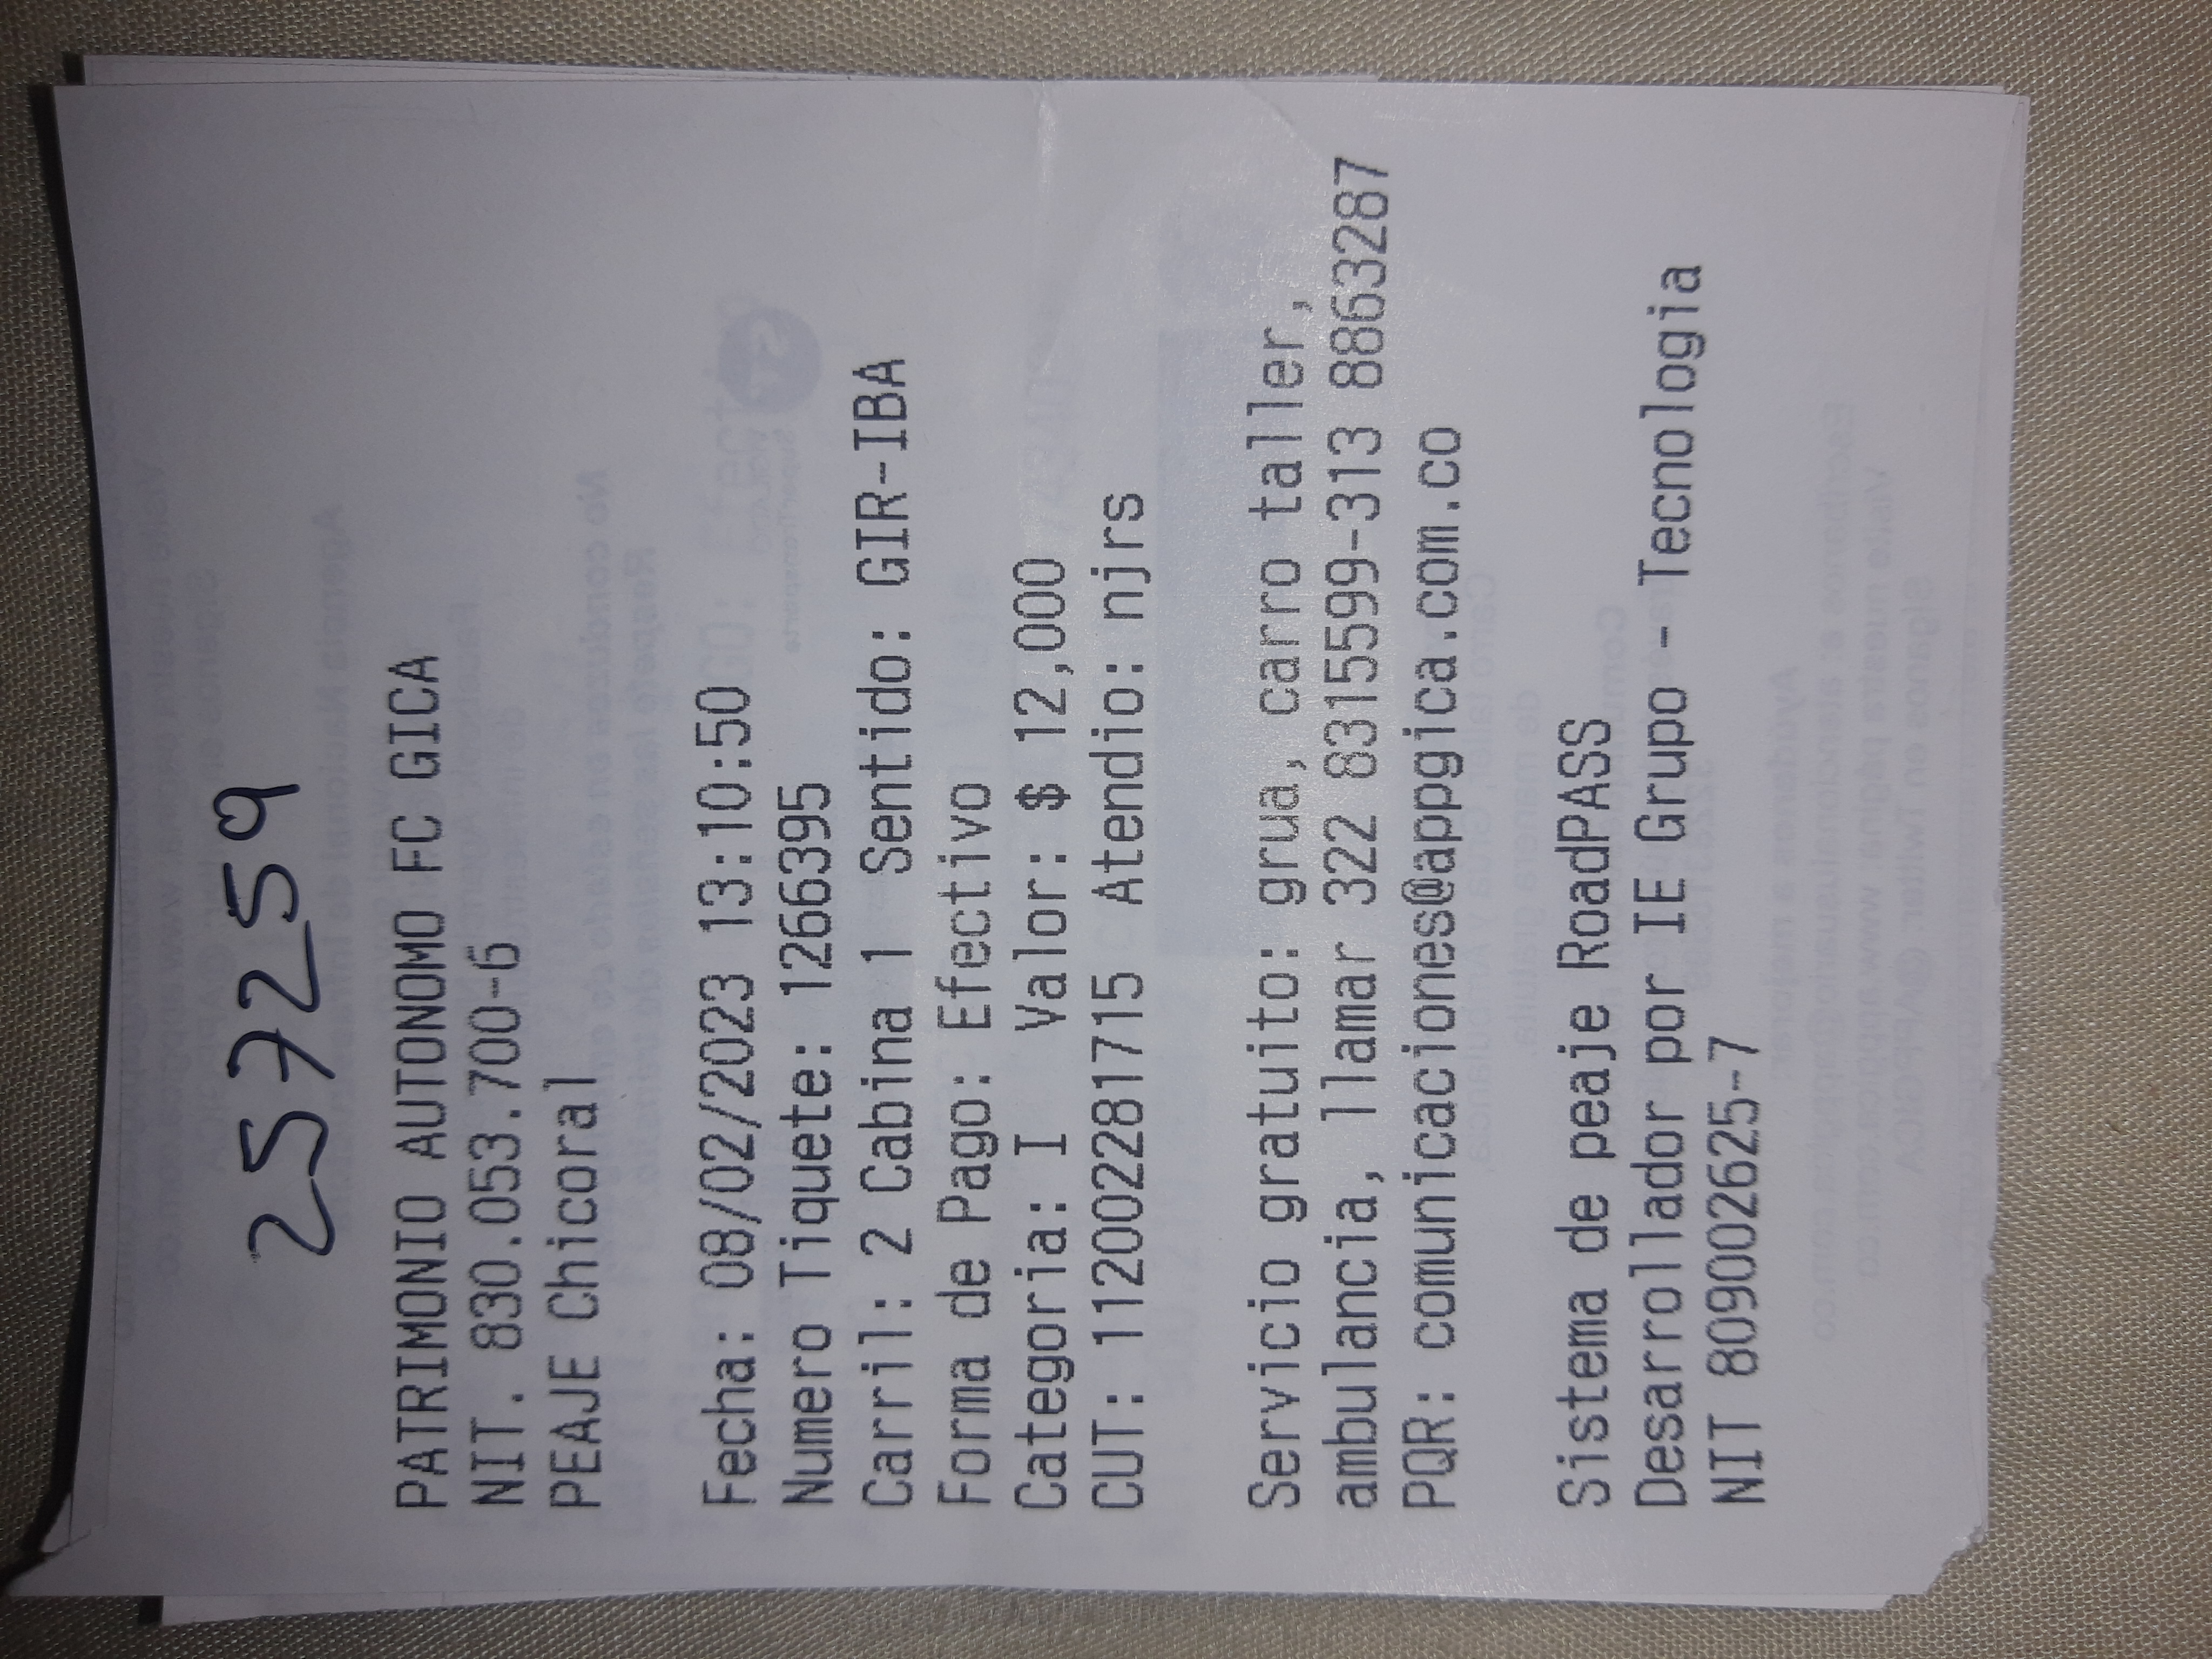 257259
PATRIMONIO AUTONOMO FC GICA
NIT. 830.053.700-6
PEAJE Chicoral
Fecha: 08/02/2023 13:10:50
Numero Tiquete: 1266395
Carril: 2 Cabina 1 Sentido: GIR-IBA
Forma de Pago: Efectivo
Categoria: I Valor: $ 12,000
CUT: 112002281715 Atendio: njrs
Servicio gratuito: grua, carro taller,
ambulancia, llamar 322 8315599-313 8863287
PQR: comunicaciones@appgica.com.co
Sistema de peaje RoadPASS
Desarrollador por IE Grupo - Tecnologia
NIT 809002625-7